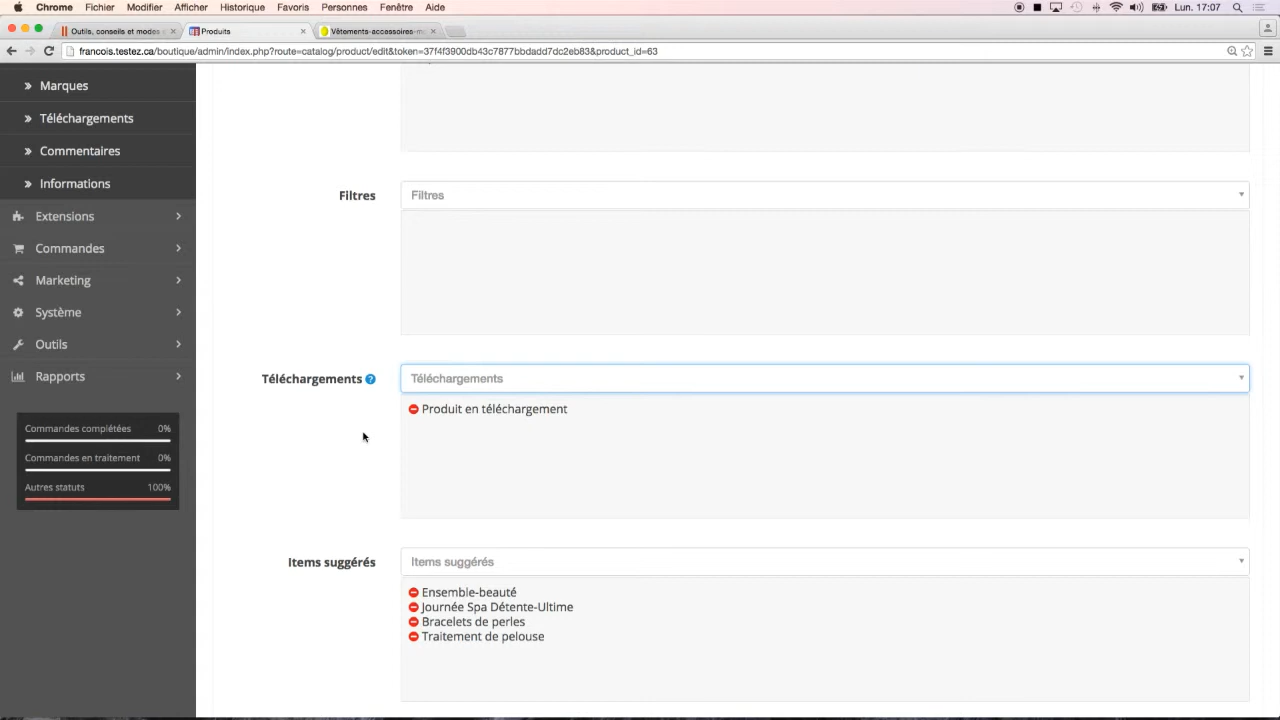 Chrome Fichier Modifier Afficher Historique Favoris Personnes Fenêtre Aide Lun. 17:07
Outils, conseils et modes Produits Vêtements-accessoires-m
francois.testez.ca/boutique/admin/index.php?route=catalog/product/edit&token=37f4f3900db43c7877bbdadd7dc2eb83&product_id=63
Marques
Téléchargements
Commentaires
Informations
Extensions
Commandes
Marketing
Système
Outils
Rapports
Commandes complétées 0%
Commandes en traitement 0%
Autres statuts 100%
Filtres Filtres
Téléchargements ? Téléchargements
Produit en téléchargement
Items suggérés Items suggérés
Ensemble-beauté
Journée Spa Détente-Ultime
Bracelets de perles
Traitement de pelouse